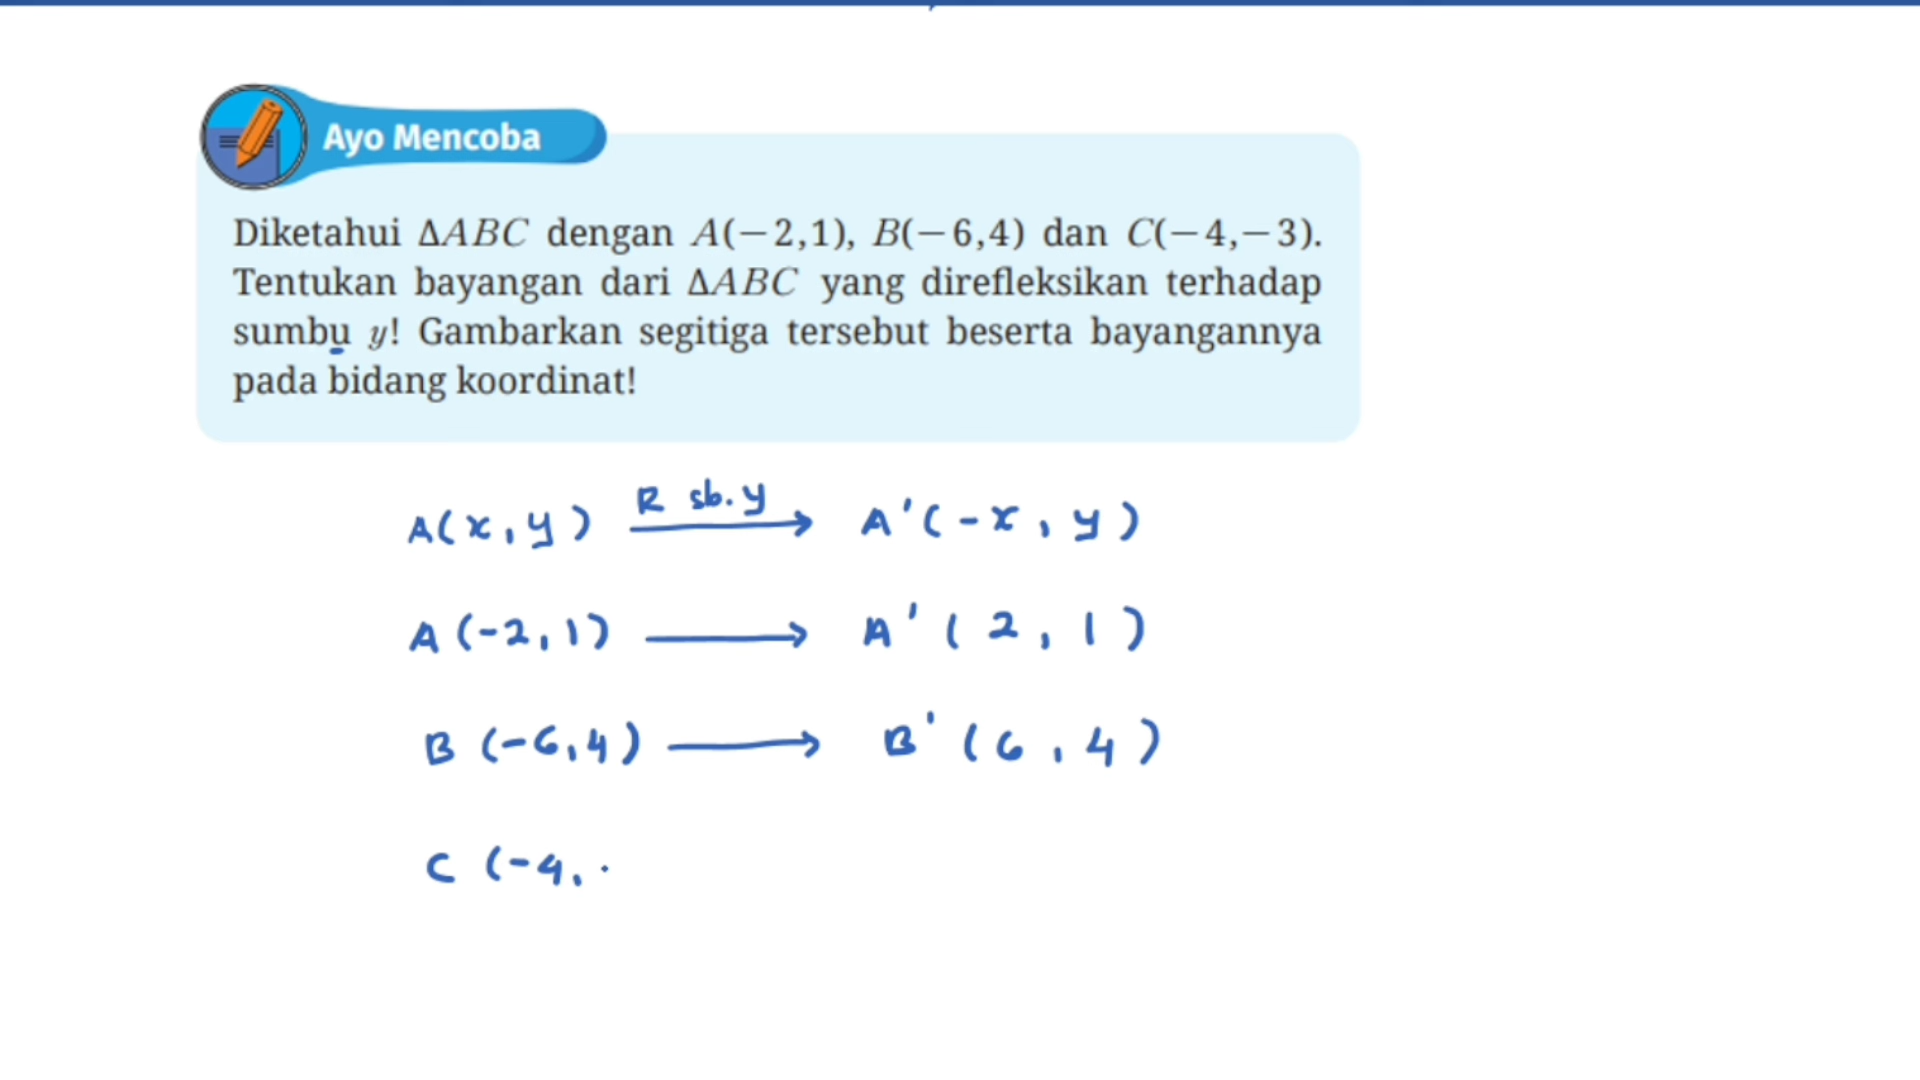 Ayo Mencoba
Diketahui ΔABC dengan A(−2,1), B(−6,4) dan C(−4,−3).
Tentukan bayangan dari ΔABC yang direfleksikan terhadap
sumbu y! Gambarkan segitiga tersebut beserta bayangannya
pada bidang koordinat!
A(x,y) R sb.y → A'(-x,y)
A(-2,1) → A'(2,1)
B(-6,4) → B'(6,4)
C(-4,